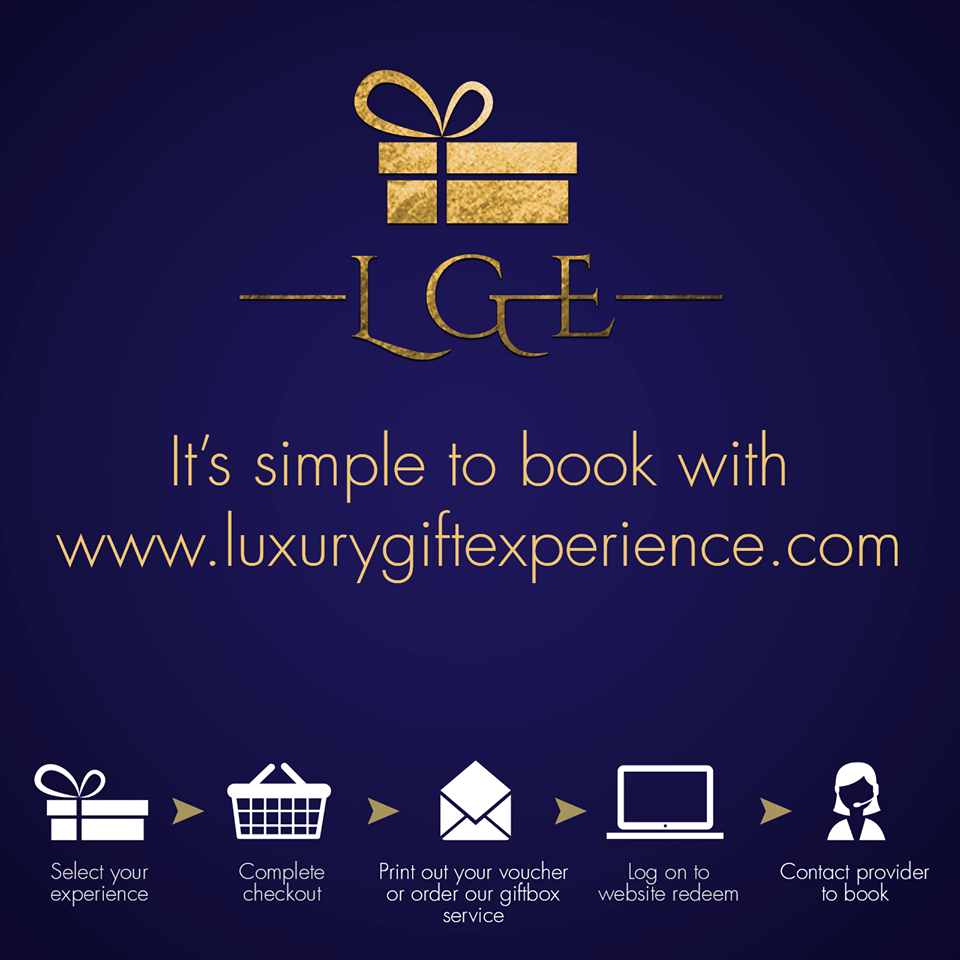 LGE
It's simple to book with
www.luxurygiftexperience.com
Select your
experience
Complete
checkout
Print out your voucher
or order our giftbox
service
Log on to
website redeem
Contact provider
to book